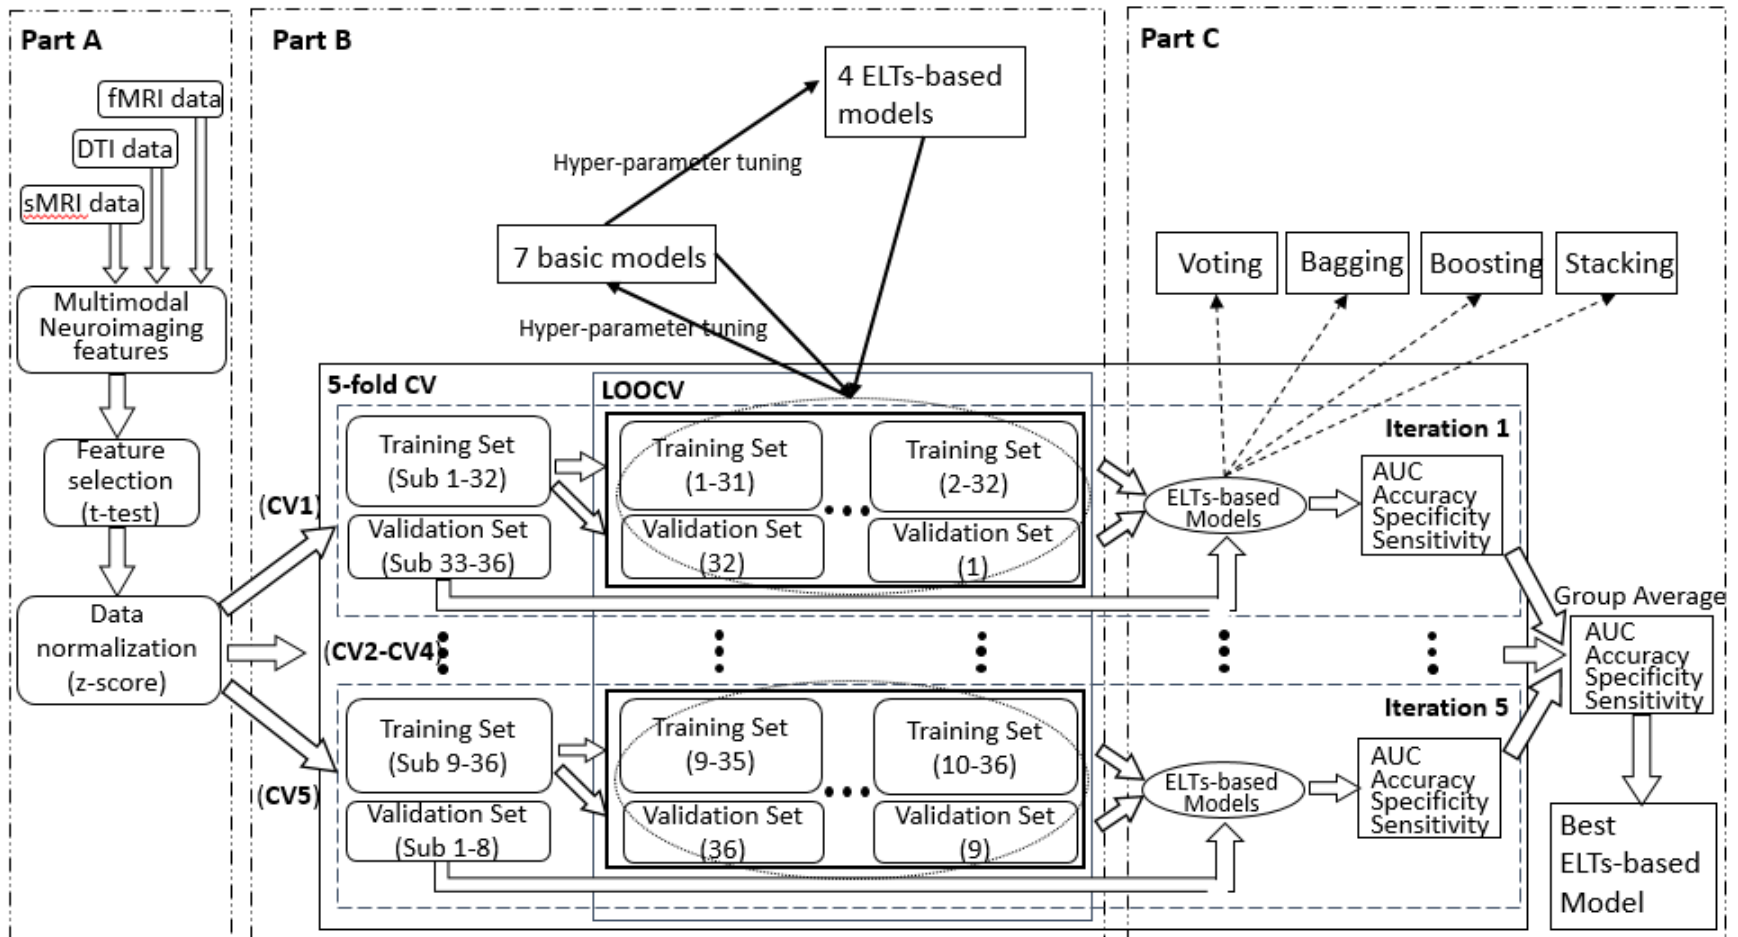 Part A
fMRI data
DTI data
sMRI data
Multimodal
Neuroimaging
features
Feature
selection
(t-test)
Data
normalization
(z-score)
Part B
4 ELTs-based
models
Hyper-parameter tuning
7 basic models
Hyper-parameter tuning
5-fold CV
LOOCV
(CV1)
Training Set
(Sub 1-32)
Validation Set
(Sub 33-36)
Training Set
(1-31)
Validation Set
(32)
Training Set
(2-32)
Validation Set
(1)
(CV2-CV4)
(CV5)
Training Set
(Sub 9-36)
Validation Set
(Sub 1-8)
Training Set
(9-35)
Validation Set
(36)
Training Set
(10-36)
Validation Set
(9)
Part C
Voting
Bagging
Boosting
Stacking
Iteration 1
ELTs-based
Models
AUC
Accuracy
Specificity
Sensitivity
Iteration 5
ELTs-based
Models
AUC
Accuracy
Specificity
Sensitivity
Group Average
AUC
Accuracy
Specificity
Sensitivity
Best
ELTs-based
Model